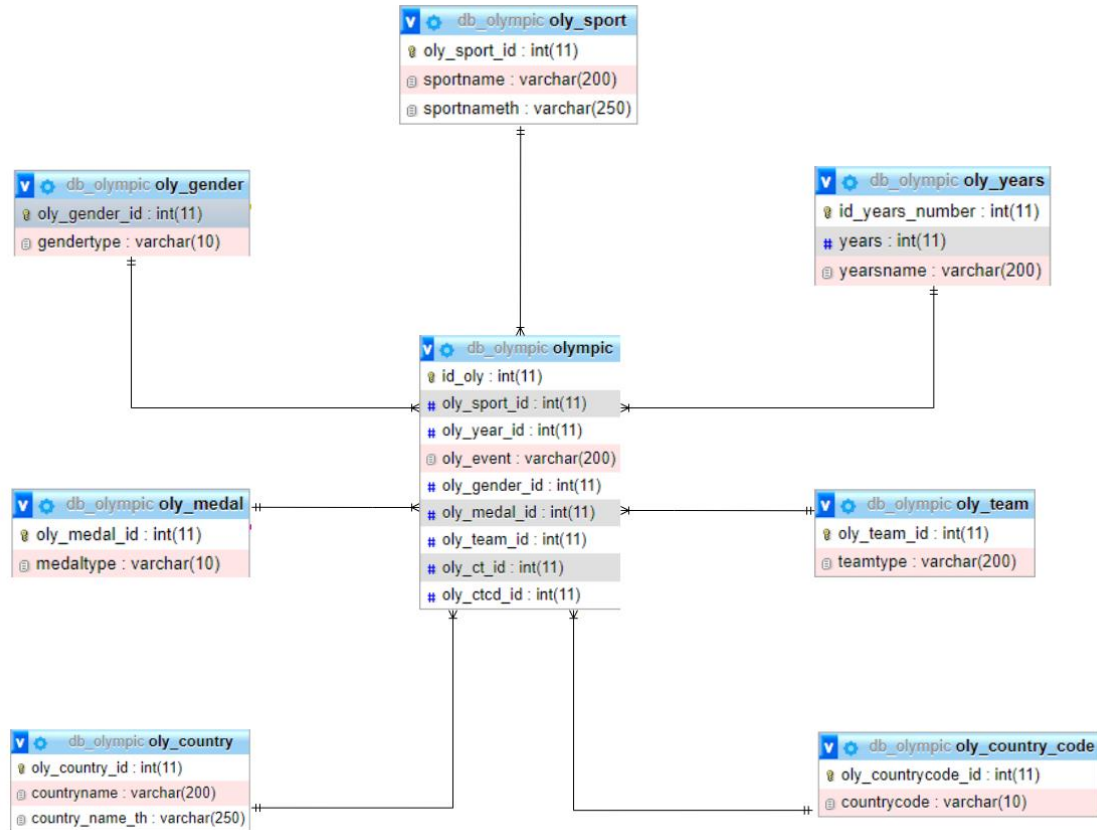 v db_olympic oly_sport
oly_sport_id : int(11)
sportname : varchar(200)
sportnameth : varchar(250)
v db_olympic oly_gender
oly_gender_id : int(11)
gendertype : varchar(10)
v db_olympic oly_years
id_years_number : int(11)
# years : int(11)
yearsname : varchar(200)
v db_olympic olympic
id_oly : int(11)
# oly_sport_id : int(11)
# oly_year_id : int(11)
oly_event : varchar(200)
# oly_gender_id : int(11)
# oly_medal_id : int(11)
# oly_team_id : int(11)
# oly_ct_id : int(11)
# oly_ctcd_id : int(11)
v db_olympic oly_medal
oly_medal_id : int(11)
medaltype : varchar(10)
v db_olympic oly_team
oly_team_id : int(11)
teamtype : varchar(200)
v db_olympic oly_country
oly_country_id : int(11)
countryname : varchar(200)
country_name_th : varchar(250)
v db_olympic oly_country_code
oly_countrycode_id : int(11)
countrycode : varchar(10)